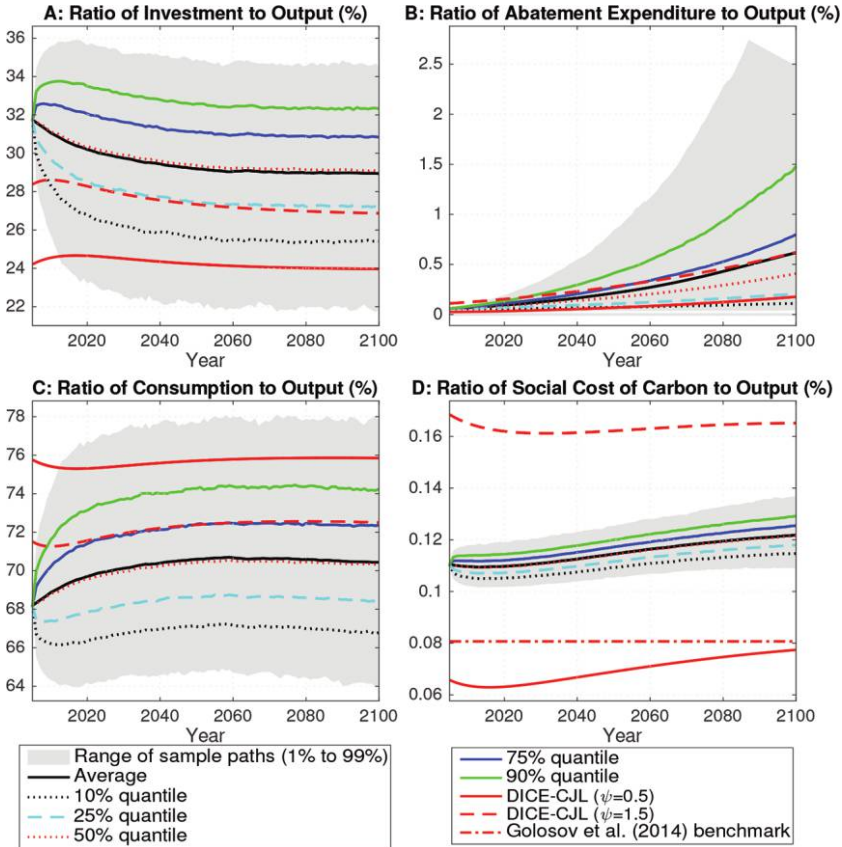 A: Ratio of Investment to Output (%)
36
34
32
30
28
26
24
22
2020 2040 2060 2080 2100
Year
B: Ratio of Abatement Expenditure to Output (%)
2.5
2
1.5
1
0.5
0
2020 2040 2060 2080 2100
Year
C: Ratio of Consumption to Output (%)
78
76
74
72
70
68
66
64
2020 2040 2060 2080 2100
Year
D: Ratio of Social Cost of Carbon to Output (%)
0.16
0.14
0.12
0.1
0.08
0.06
2020 2040 2060 2080 2100
Year
Range of sample paths (1% to 99%)
Average
10% quantile
25% quantile
50% quantile
75% quantile
90% quantile
DICE-CJL (ψ=0.5)
DICE-CJL (ψ=1.5)
Golosov et al. (2014) benchmark